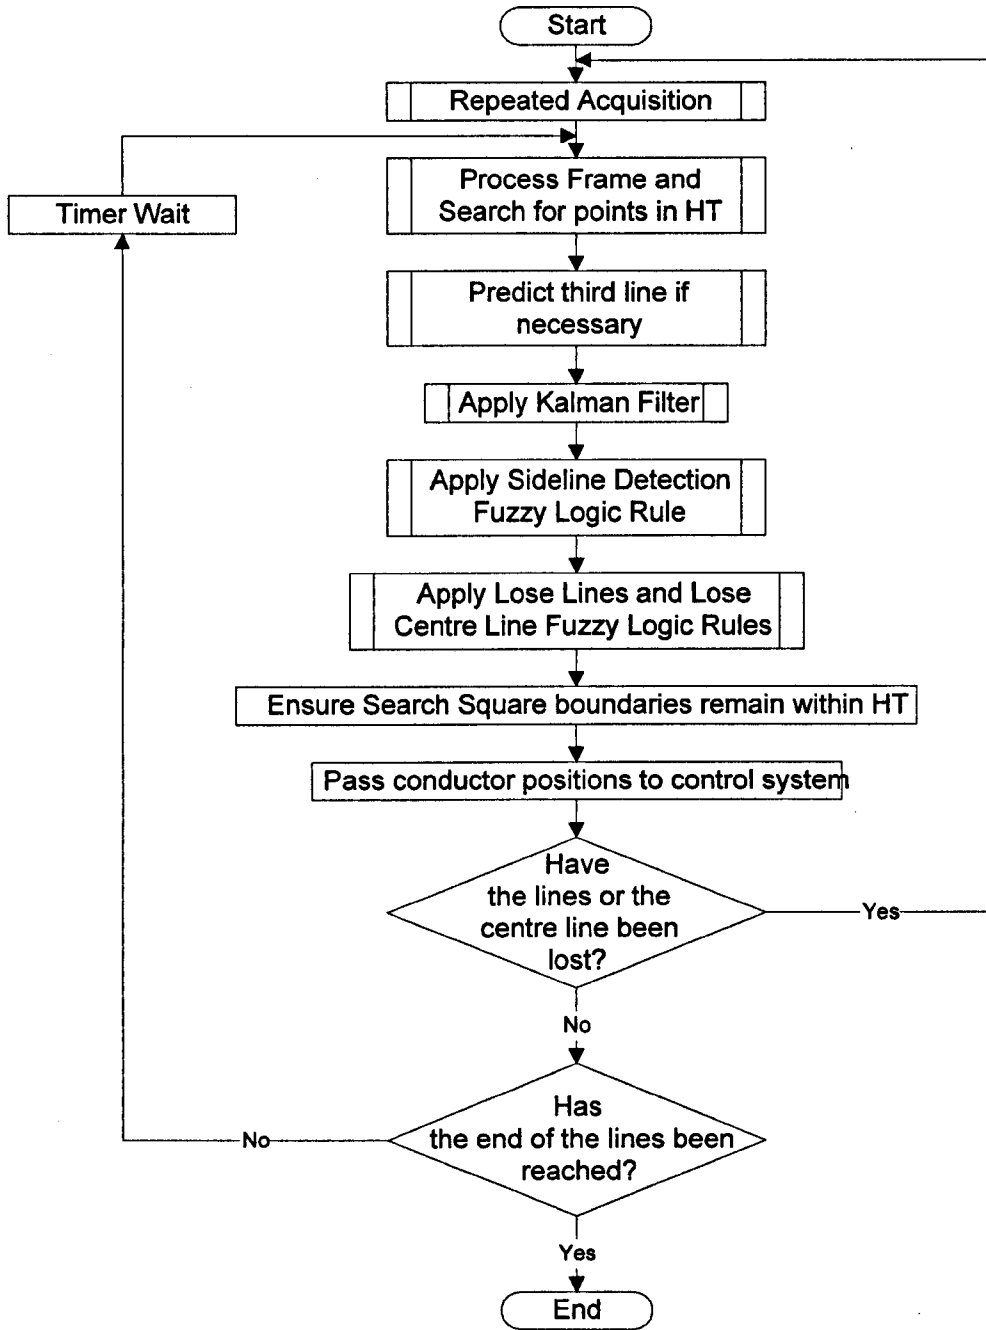 Start
Repeated Acquisition
Process Frame and
Search for points in HT
Timer Wait
Predict third line if
necessary
Apply Kalman Filter
Apply Sideline Detection
Fuzzy Logic Rule
Apply Lose Lines and Lose
Centre Line Fuzzy Logic Rules
Ensure Search Square boundaries remain within HT
Pass conductor positions to control system
Have
the lines or the
centre line been
lost?
Yes
No
Has
the end of the lines been
reached?
No
Yes
End